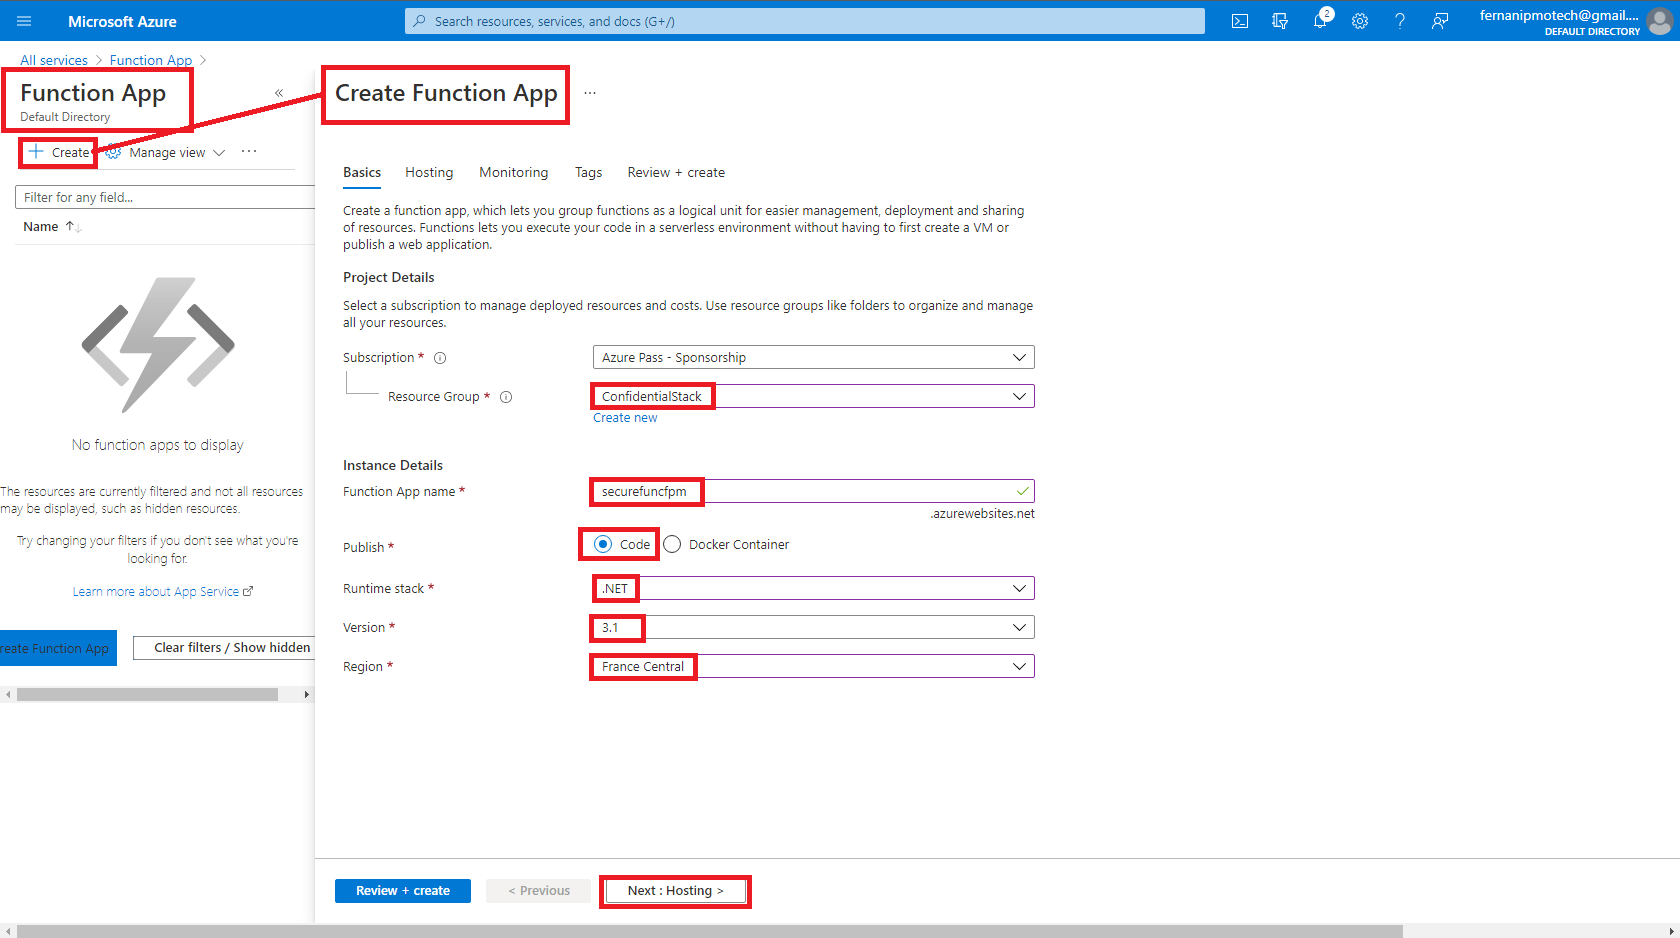 Microsoft Azure
Search resources, services, and docs (G+/)
2
fernanipmotech@gmail....
DEFAULT DIRECTORY
All services > Function App >
Function App
Default Directory
«
Create
Manage view
...
Filter for any field...
Name ↑↓
No function apps to display
The resources are currently filtered and not all resources
may be displayed, such as hidden resources.
Try changing your filters if you don't see what you're
looking for.
Learn more about App Service
reate Function App
Clear filters / Show hidden
Create Function App
...
Basics
Hosting
Monitoring
Tags
Review + create
Create a function app, which lets you group functions as a logical unit for easier management, deployment and sharing
of resources. Functions lets you execute your code in a serverless environment without having to first create a VM or
publish a web application.
Project Details
Select a subscription to manage deployed resources and costs. Use resource groups like folders to organize and manage
all your resources.
Subscription *
Azure Pass - Sponsorship
Resource Group *
ConfidentialStack
Create new
Instance Details
Function App name *
securefuncfpm
.azurewebsites.net
Publish *
Code
Docker Container
Runtime stack *
.NET
Version *
3.1
Region *
France Central
Review + create
< Previous
Next : Hosting >